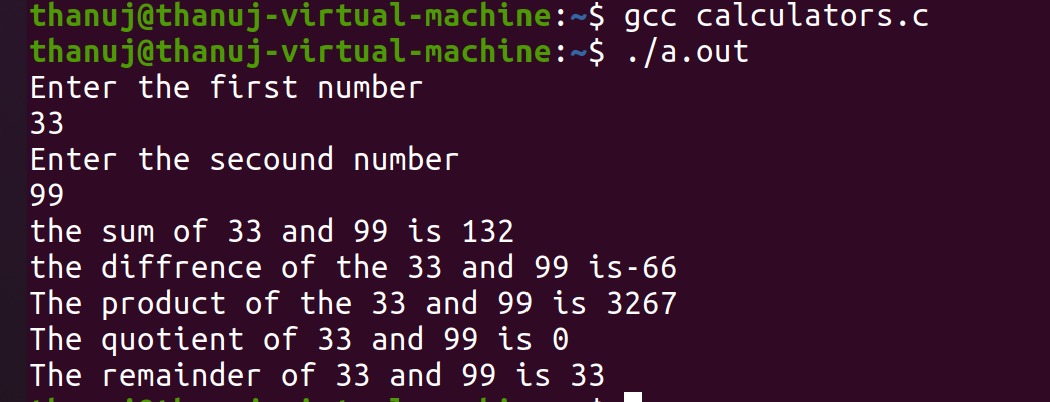 thanuj@thanuj-virtual-machine:~$ gcc calculators.c
thanuj@thanuj-virtual-machine:~$ ./a.out
Enter the first number
33
Enter the secound number
99
the sum of 33 and 99 is 132
the diffrence of the 33 and 99 is-66
The product of the 33 and 99 is 3267
The quotient of 33 and 99 is 0
The remainder of 33 and 99 is 33